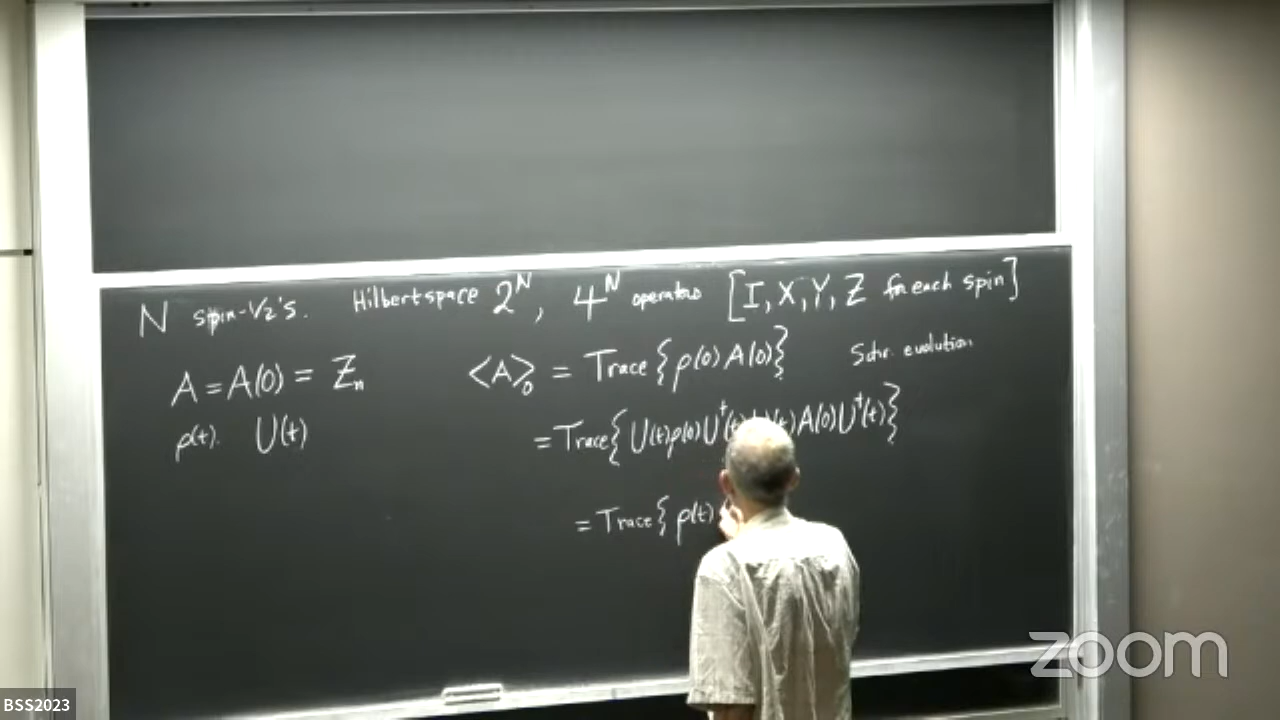 N spin-1/2's. Hilbert space 2^N, 4^N operators [I, X, Y, Z for each spin]
A = A(0) = Z_n <A>_0 = Trace{ρ(0)A(0)} Schr. evolution
ρ(t). U(t) = Trace{U(t)ρ(0)U†(t) (t)A(0)U†(t)}
= Trace{ρ(t)
zoom
BSS2023